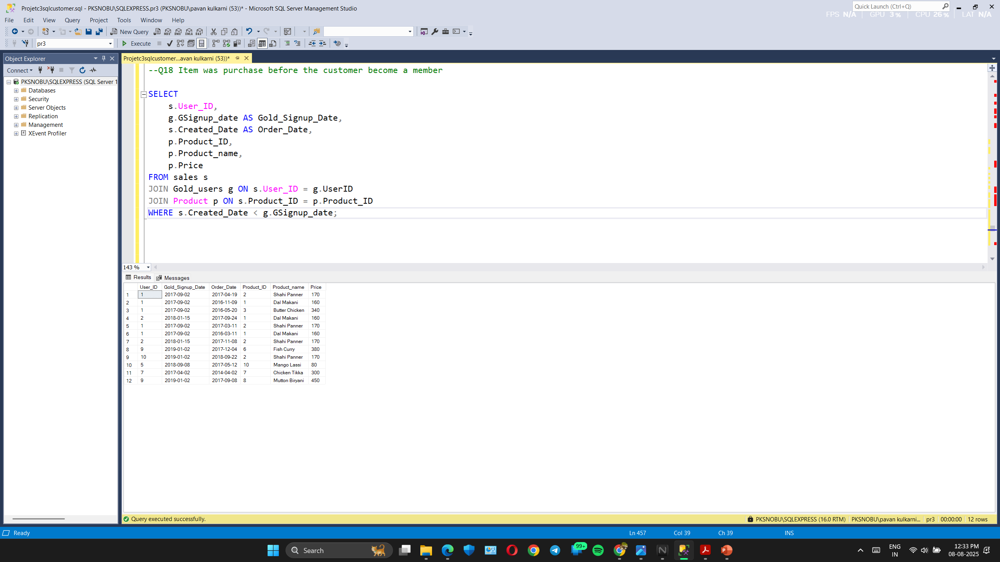 Projetc3sqlcustomer.sql - PKSNOBU\SQLEXPRESS.pr3 (PKSNOBU\pavan kulkarni (53))* - Microsoft SQL Server Management Studio
Quick Launch (Ctrl+Q)
FPS N/A GPU 3% CPU 26% LAT N/A
File Edit View Query Project Tools Window Help
New Query MDX DMX XMLA DAX
pr3 Execute
Object Explorer
Projetc3sqlcustomer...avan kulkarni (53))*
Connect
PKSNOBU\SQLEXPRESS (SQL Server 1
Databases
Security
Server Objects
Replication
Management
XEvent Profiler
--Q18 Item was purchase before the customer become a member
SELECT
s.User_ID,
g.GSignup_date AS Gold_Signup_Date,
s.Created_Date AS Order_Date,
p.Product_ID,
p.Product_name,
p.Price
FROM sales s
JOIN Gold_users g ON s.User_ID = g.UserID
JOIN Product p ON s.Product_ID = p.Product_ID
WHERE s.Created_Date < g.GSignup_date;
143 %
Results Messages
User_ID Gold_Signup_Date Order_Date Product_ID Product_name Price
1 1 2017-09-02 2017-04-19 2 Shahi Panner 170
2 1 2017-09-02 2016-11-09 1 Dal Makani 160
3 1 2017-09-02 2016-05-20 3 Butter Chicken 340
4 2 2018-01-15 2017-09-24 1 Dal Makani 160
5 1 2017-09-02 2017-03-11 2 Shahi Panner 170
6 1 2017-09-02 2016-03-11 1 Dal Makani 160
7 2 2018-01-15 2017-11-08 2 Shahi Panner 170
8 9 2019-01-02 2017-12-04 6 Fish Curry 380
9 10 2019-01-02 2018-09-22 2 Shahi Panner 170
10 5 2018-09-08 2017-05-12 10 Mango Lassi 80
11 7 2017-04-02 2014-04-02 7 Chicken Tikka 300
12 9 2019-01-02 2017-09-08 8 Mutton Biryani 450
Query executed successfully. PKSNOBU\SQLEXPRESS (16.0 RTM) PKSNOBU\pavan kulkarni... pr3 00:00:00 12 rows
Ready Ln 457 Col 39 Ch 39 INS
Search 99+ ENG IN 12:33 PM
08-08-2025